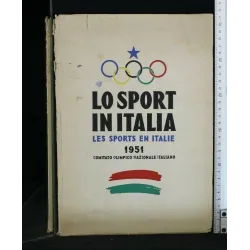 LO SPORT
IN ITALIA
LES SPORTS EN ITALIE
1951
COMITATO OLIMPICO NAZIONALE ITALIANO